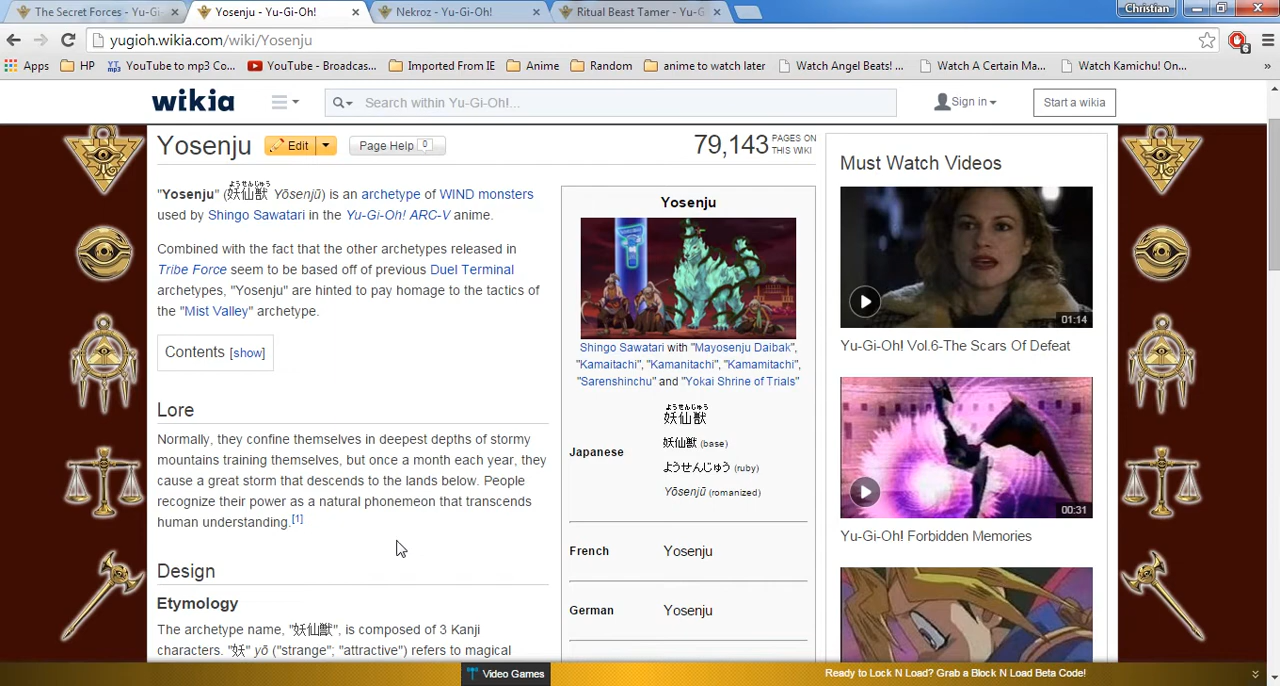 The Secret Forces - Yu-Gi-
Yosenju - Yu-Gi-Oh!
Nekroz - Yu-Gi-Oh!
Ritual Beast Tamer - Yu-G
Christian
yugioh.wikia.com/wiki/Yosenju
6
Apps
HP
YouTube to mp3 Co...
YouTube - Broadcas...
Imported From IE
Anime
Random
anime to watch later
Watch Angel Beats! ...
Watch A Certain Ma...
Watch Kamichu! On...
»
wikia
Search within Yu-Gi-Oh!...
Sign in
Start a wikia
Yosenju
Edit
Page Help 0
79,143 PAGES ON
THIS WIKI
"Yosenju" (妖仙獣 ようせんじゅう Yōsenjū) is an archetype of WIND monsters
used by Shingo Sawatari in the Yu-Gi-Oh! ARC-V anime.
Combined with the fact that the other archetypes released in
Tribe Force seem to be based off of previous Duel Terminal
archetypes, "Yosenju" are hinted to pay homage to the tactics of
the "Mist Valley" archetype.
Contents [show]
Lore
Normally, they confine themselves in deepest depths of stormy
mountains training themselves, but once a month each year, they
cause a great storm that descends to the lands below. People
recognize their power as a natural phonemeon that transcends
human understanding.[1]
Design
Etymology
The archetype name, "妖仙獣", is composed of 3 Kanji
characters. "妖" yō ("strange"; "attractive") refers to magical
Yosenju
Shingo Sawatari with "Mayosenju Daibak",
"Kamaitachi", "Kamanitachi", "Kamamitachi",
"Sarenshinchu" and "Yokai Shrine of Trials"
Japanese
ようせんじゅう
妖仙獣
妖仙獣 (base)
ようせんじゅう (ruby)
Yōsenjū (romanized)
French
Yosenju
German
Yosenju
Must Watch Videos
01:14
Yu-Gi-Oh! Vol.6-The Scars Of Defeat
00:31
Yu-Gi-Oh! Forbidden Memories
Video Games
Ready to Lock N Load? Grab a Block N Load Beta Code!